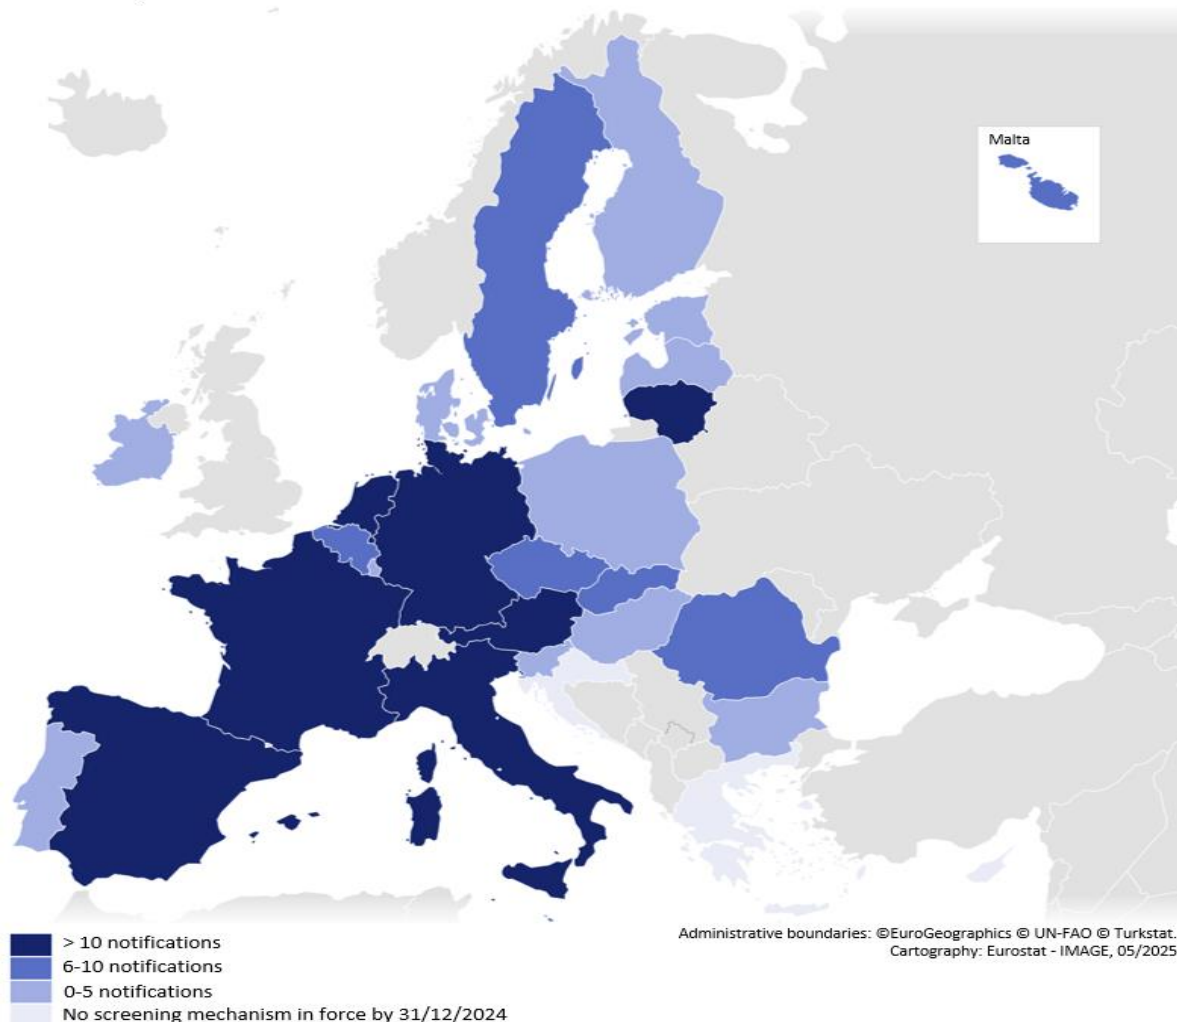 Malta
> 10 notifications
6-10 notifications
0-5 notifications
No screening mechanism in force by 31/12/2024
Administrative boundaries: ©EuroGeographics © UN-FAO © Turkstat.
Cartography: Eurostat - IMAGE, 05/2025